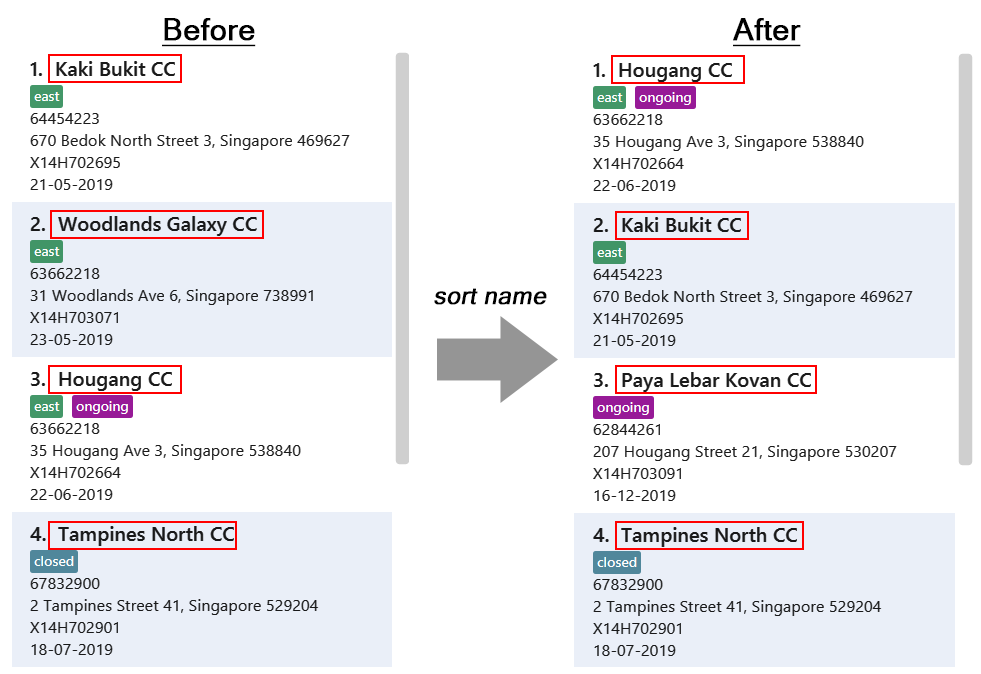 Before
1. Kaki Bukit CC
east
64454223
670 Bedok North Street 3, Singapore 469627
X14H702695
21-05-2019
2. Woodlands Galaxy CC
east
63662218
31 Woodlands Ave 6, Singapore 738991
X14H703071
23-05-2019
3. Hougang CC
east ongoing
63662218
35 Hougang Ave 3, Singapore 538840
X14H702664
22-06-2019
4. Tampines North CC
closed
67832900
2 Tampines Street 41, Singapore 529204
X14H702901
18-07-2019
sort name
After
1. Hougang CC
east ongoing
63662218
35 Hougang Ave 3, Singapore 538840
X14H702664
22-06-2019
2. Kaki Bukit CC
east
64454223
670 Bedok North Street 3, Singapore 469627
X14H702695
21-05-2019
3. Paya Lebar Kovan CC
ongoing
62844261
207 Hougang Street 21, Singapore 530207
X14H703091
16-12-2019
4. Tampines North CC
closed
67832900
2 Tampines Street 41, Singapore 529204
X14H702901
18-07-2019